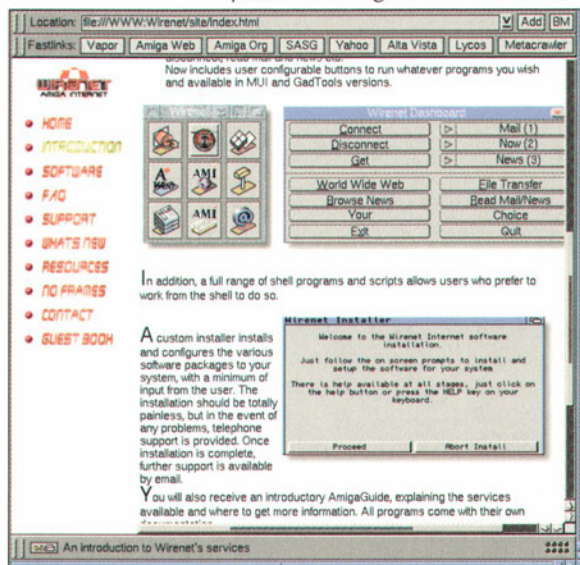 Location: file:///WWW:Wirenet/site/index.html Add BM
Fastlinks: Vapor Amiga Web Amiga Org SASG Yahoo Alta Vista Lycos Metacrawler
disconnect, read mail and news etc.
Now includes user configurable buttons to run whatever programs you wish
and available in MUI and GadTools versions.
WIRENET
AMIGA INTERNET
HOME
INTRODUCTION
SOFTWARE
FAQ
SUPPORT
WHATS NEW
RESOURCES
NO FRAMES
CONTACT
GUEST BOOK
Wirenet Dashboard
Connect Mail (1)
Disconnect Now (2)
Get News (3)
World Wide Web File Transfer
Browse News Read Mail/News
Your Choice
Exit Quit
In addition, a full range of shell programs and scripts allows users who prefer to
work from the shell to do so.
A custom installer installs
and configures the various
software packages to your
system, with a minimum of
input from the user. The
installation should be totally
painless, but in the event of
any problems, telephone
support is provided. Once
installation is complete,
further support is available
by email.
Wirenet Installer
Welcome to the Wirenet Internet software
installation.
Just follow the on screen prompts to install and
setup the software for your system
There is help available at all stages, just click on
the help button or press the HELP key on your
keyboard.
Proceed Abort Install
You will also receive an introductory AmigaGuide, explaining the services
available and where to get more information. All programs come with their own
documentation
An introduction to Wirenet's services